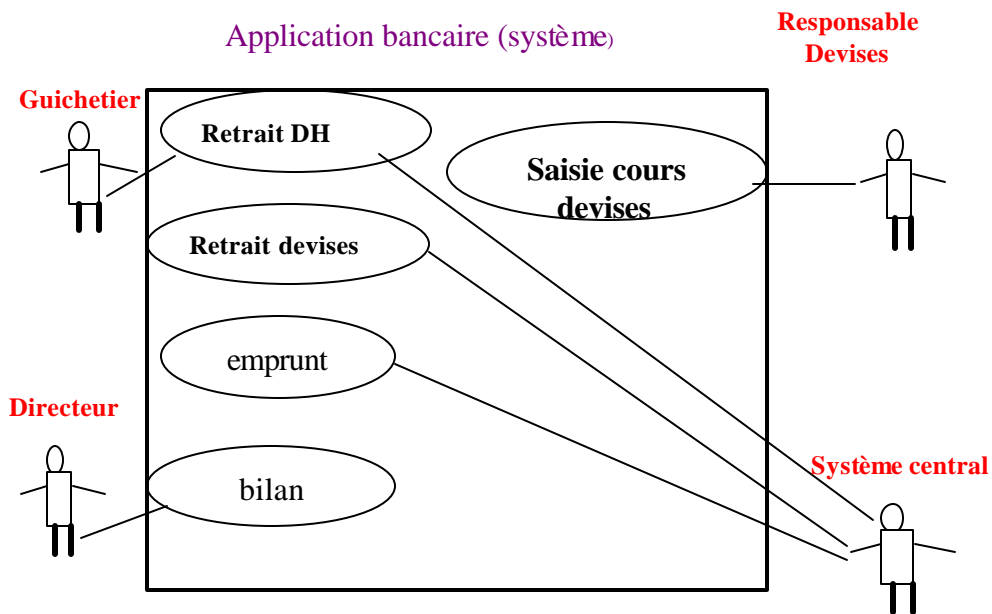 Application bancaire (système)
Responsable
Devises
Guichetier
Retrait DH
Saisie cours
devises
Retrait devises
emprunt
Directeur
bilan
Système central